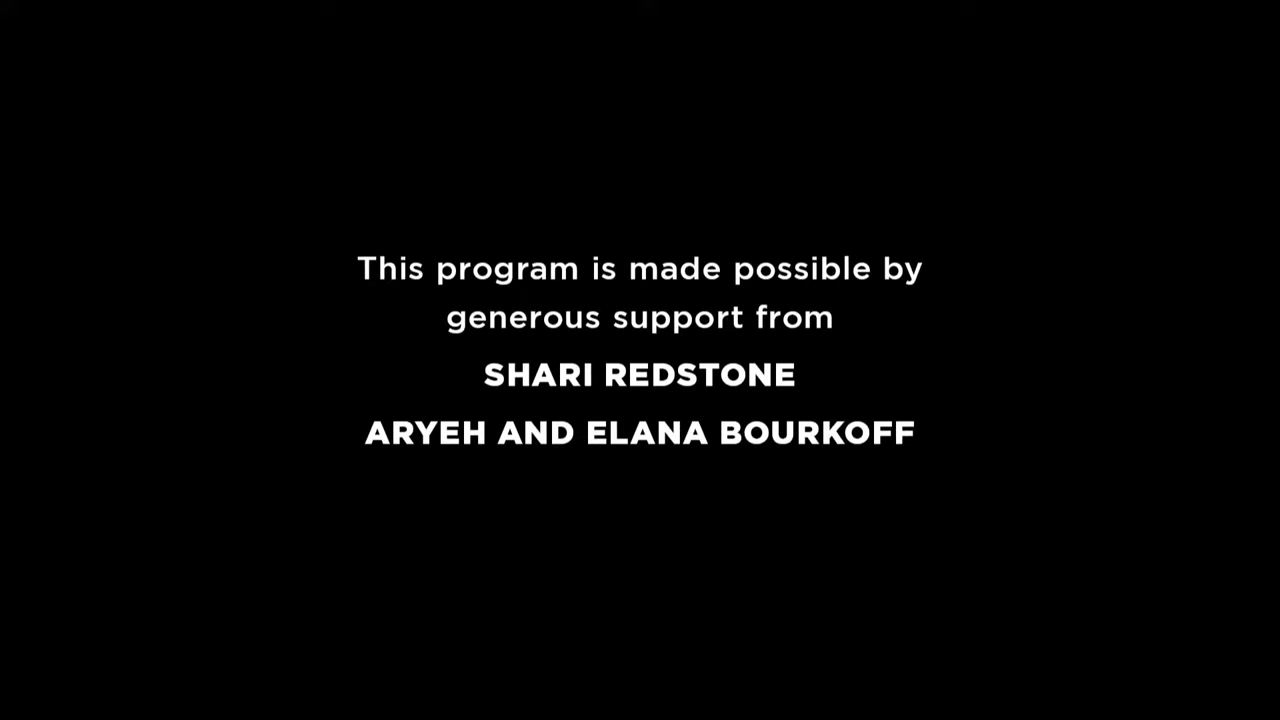 This program is made possible by
generous support from
SHARI REDSTONE
ARYEH AND ELANA BOURKOFF